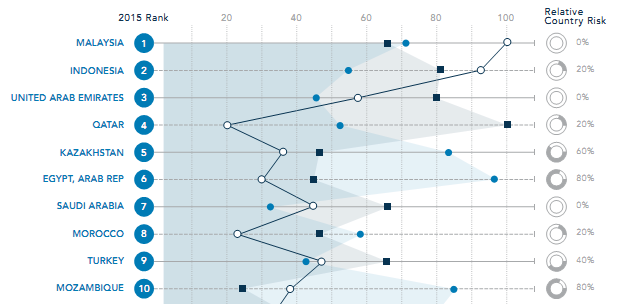 2015 Rank 20 40 60 80 100 Relative
Country Risk
MALAYSIA 1 0%
INDONESIA 2 20%
UNITED ARAB EMIRATES 3 0%
QATAR 4 20%
KAZAKHSTAN 5 60%
EGYPT, ARAB REP 6 80%
SAUDI ARABIA 7 0%
MOROCCO 8 20%
TURKEY 9 40%
MOZAMBIQUE 10 80%